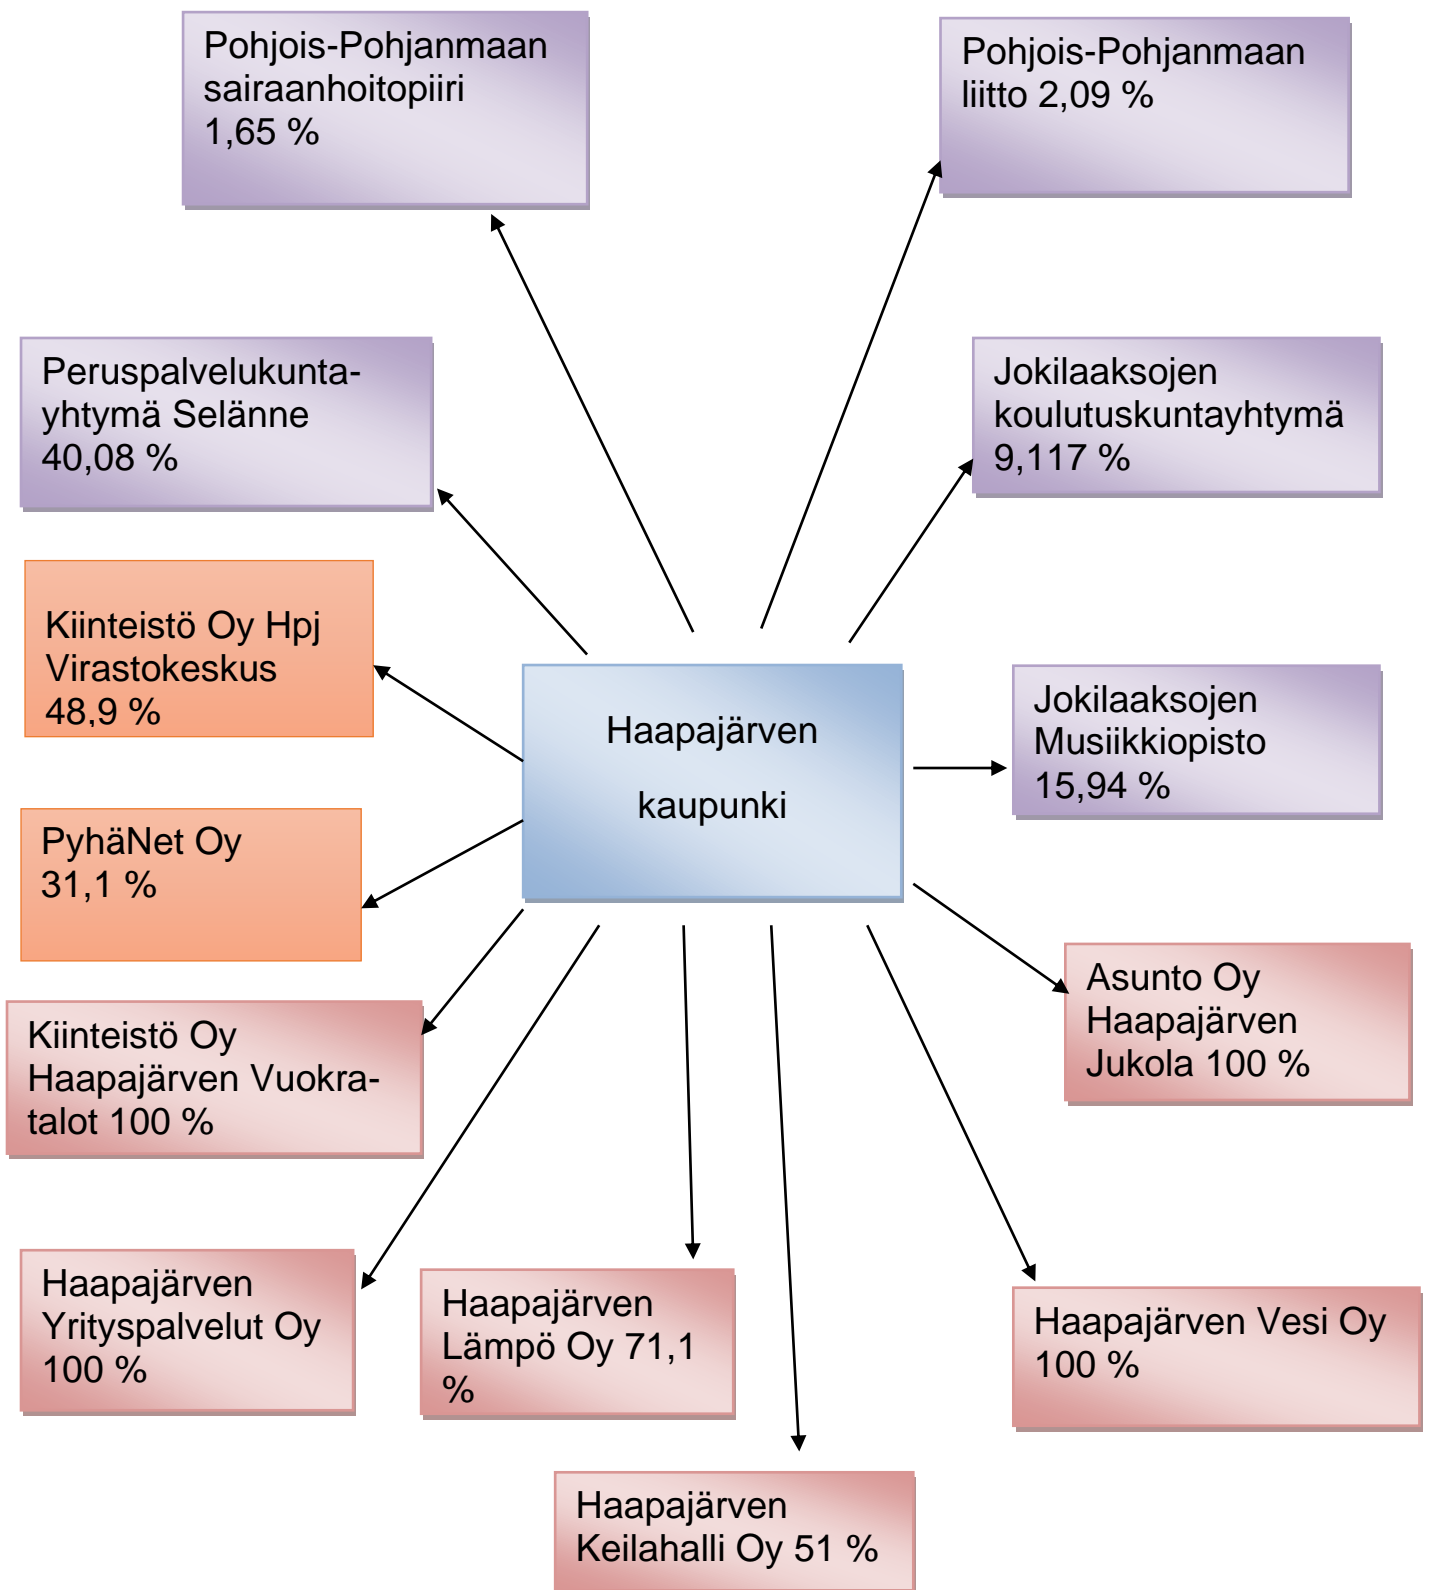 Pohjois-Pohjanmaan
sairaanhoitopiiri
1,65 %
Pohjois-Pohjanmaan
liitto 2,09 %
Peruspalvelukunta-
yhtymä Selänne
40,08 %
Jokilaaksojen
koulutuskuntayhtymä
9,117 %
Kiinteistö Oy Hpj
Virastokeskus
48,9 %
Haapajärven
kaupunki
Jokilaaksojen
Musiikkiopisto
15,94 %
PyhäNet Oy
31,1 %
Kiinteistö Oy
Haapajärven Vuokra-
talot 100 %
Asunto Oy
Haapajärven
Jukola 100 %
Haapajärven
Yrityspalvelut Oy
100 %
Haapajärven
Lämpö Oy 71,1
%
Haapajärven Vesi Oy
100 %
Haapajärven
Keilahalli Oy 51 %